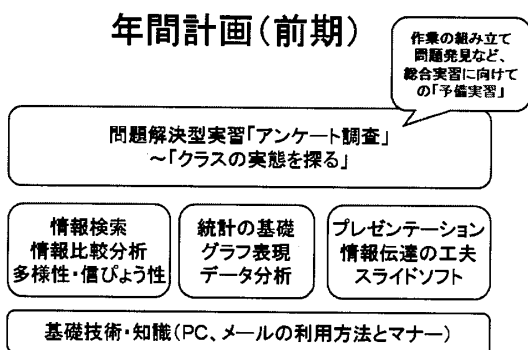 年間計画(前期)
作業の組み立て
問題発見など、
総合実習に向けて
の「予備実習」
問題解決型実習「アンケート調査」
～「クラスの実態を探る」
情報検索
情報比較分析
多様性・信ぴょう性
統計の基礎
グラフ表現
データ分析
プレゼンテーション
情報伝達の工夫
スライドソフト
基礎技術・知識(PC、メールの利用方法とマナー)